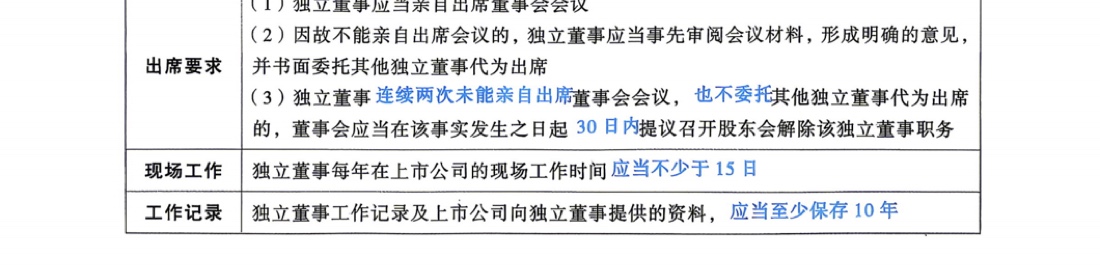 （1）独立董事应当亲自出席董事会会议
（2）因故不能亲自出席会议的，独立董事应当事先审阅会议材料，形成明确的意见，
出席要求
并书面委托其他独立董事代为出席
（3）独立董事 连续两次未能亲自出席董事会会议，也不委托其他独立董事代为出席
的，董事会应当在该事实发生之日起 30 日内提议召开股东会解除该独立董事职务
现场工作 独立董事每年在上市公司的现场工作时间 应当不少于 15 日
工作记录 独立董事工作记录及上市公司向独立董事提供的资料，应当至少保存 10 年